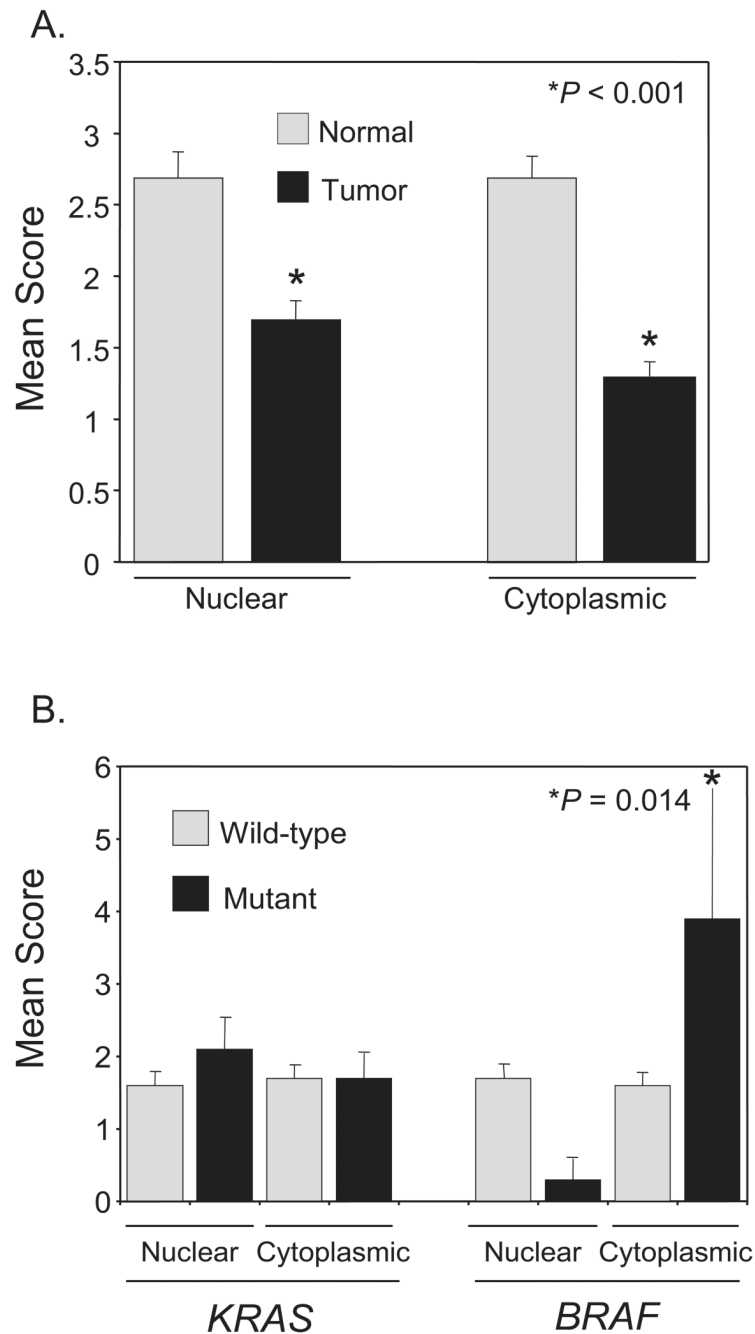 A.
3.5
3
2.5
2
1.5
1
0.5
0
Mean Score
*P < 0.001
Normal
Tumor
*
*
Nuclear
Cytoplasmic
B.
6
5
4
3
2
1
0
Mean Score
*
*P = 0.014
Wild-type
Mutant
Nuclear Cytoplasmic Nuclear Cytoplasmic
KRAS BRAF